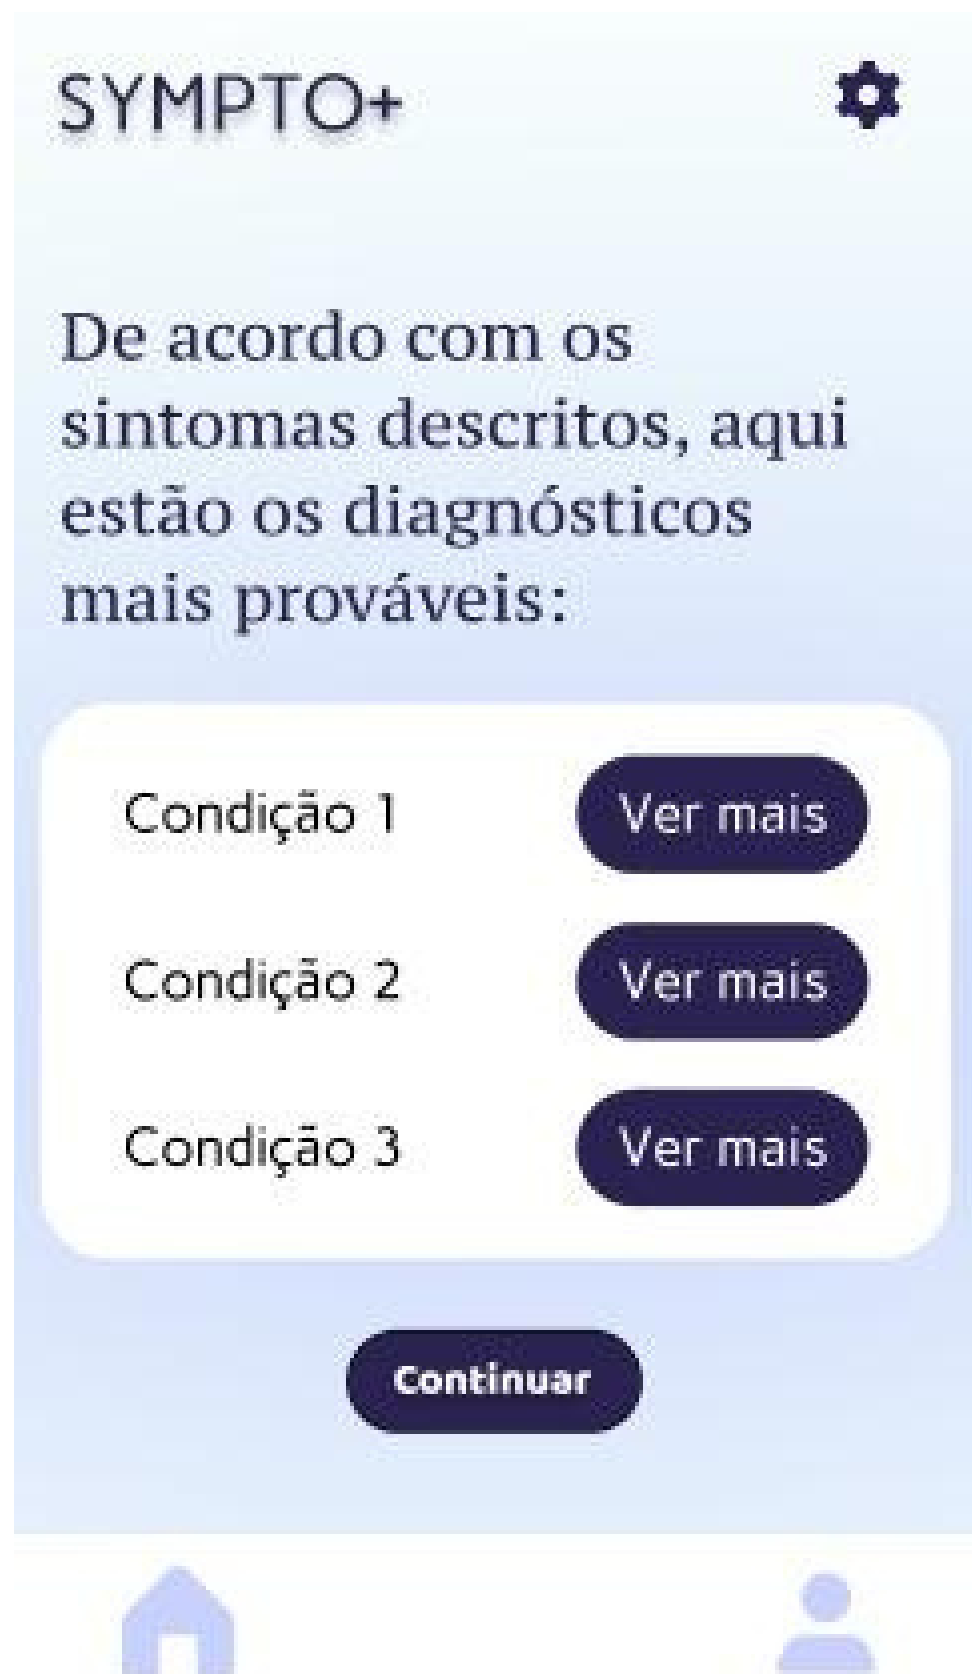 SYMPTO+
De acordo com os
sintomas descritos, aqui
estão os diagnósticos
mais prováveis:
Condição 1 Ver mais
Condição 2 Ver mais
Condição 3 Ver mais
Continuar